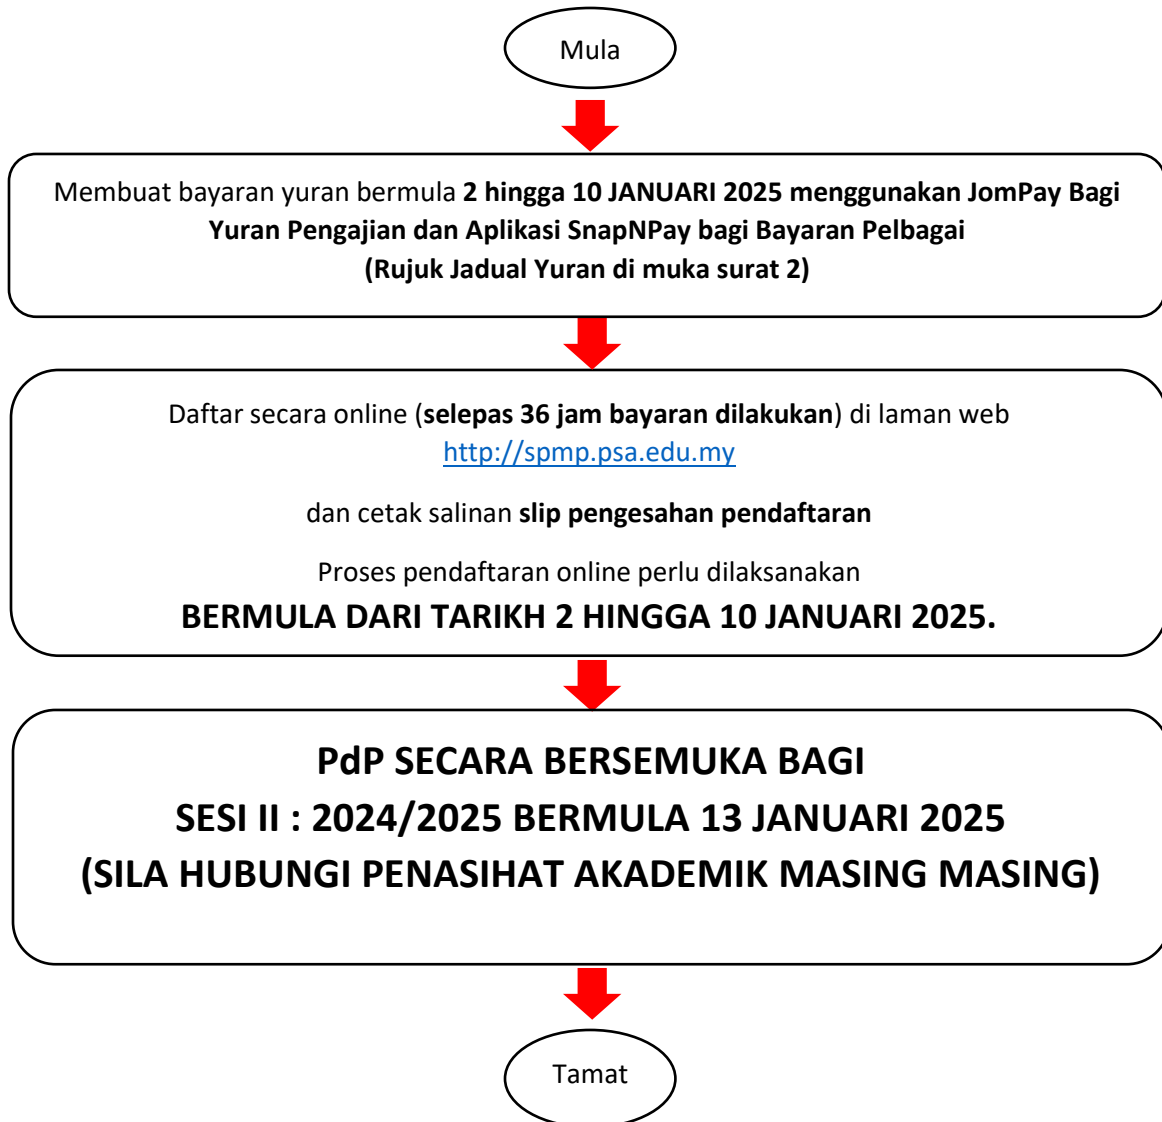 Mula
Membuat bayaran yuran bermula 2 hingga 10 JANUARI 2025 menggunakan JomPay Bagi
Yuran Pengajian dan Aplikasi SnapNPay bagi Bayaran Pelbagai
(Rujuk Jadual Yuran di muka surat 2)
Daftar secara online (selepas 36 jam bayaran dilakukan) di laman web
http://spmp.psa.edu.my
dan cetak salinan slip pengesahan pendaftaran
Proses pendaftaran online perlu dilaksanakan
BERMULA DARI TARIKH 2 HINGGA 10 JANUARI 2025.
PdP SECARA BERSEMUKA BAGI
SESI II : 2024/2025 BERMULA 13 JANUARI 2025
(SILA HUBUNGI PENASIHAT AKADEMIK MASING MASING)
Tamat